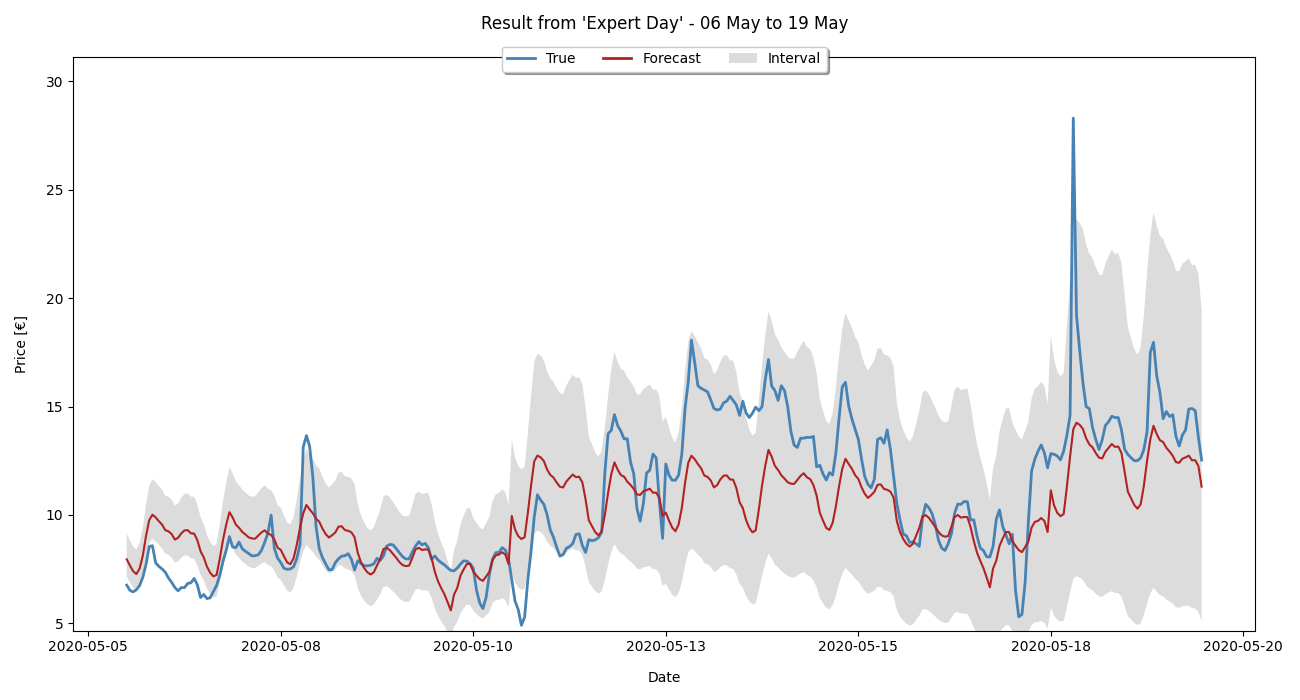 Result from 'Expert Day' - 06 May to 19 May
True Forecast Interval
30
25
20
15
10
5
Price [€]
2020-05-05 2020-05-08 2020-05-10 2020-05-13 2020-05-15 2020-05-18 2020-05-20
Date